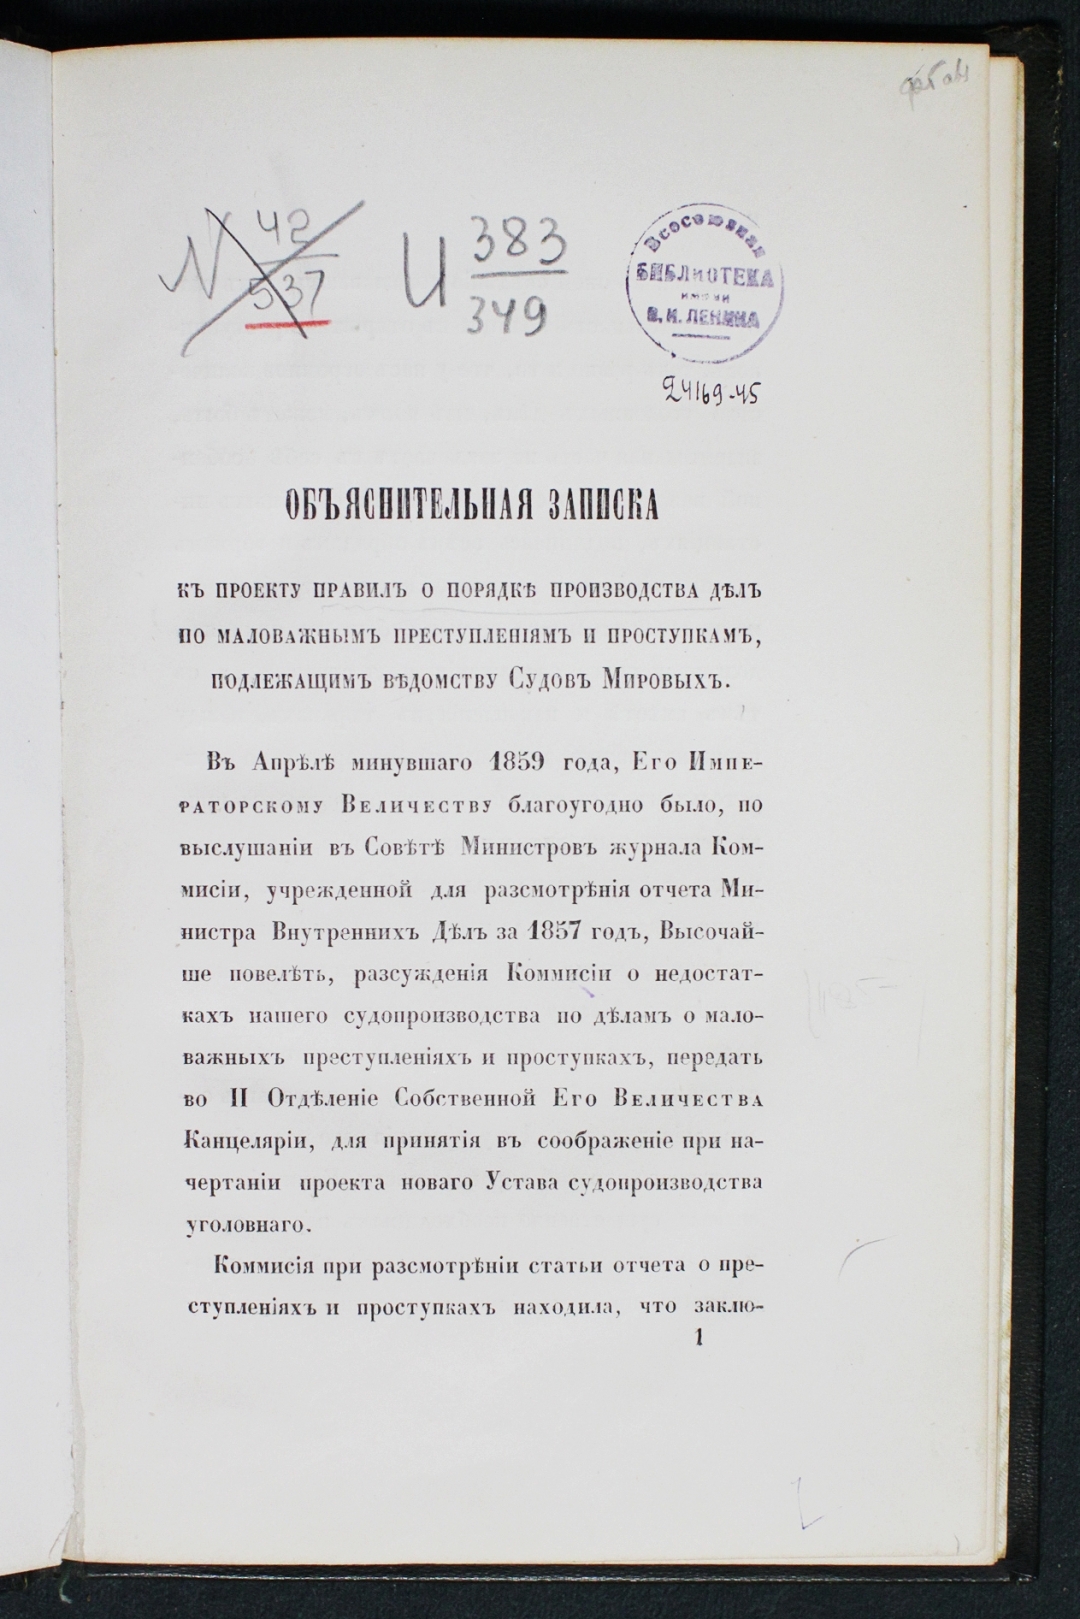 42
N 537
И 383
349
Всесоюзная
БИБЛИОТЕКА
имени
В. И. ЛЕНИНА
24169-45
ОБЪЯСНИТЕЛЬНАЯ ЗАПИСКА
КЪ ПРОЕКТУ ПРАВИЛЪ О ПОРЯДКѢ ПРОИЗВОДСТВА ДѢЛЪ
ПО МАЛОВАЖНЫМЪ ПРЕСТУПЛЕНІЯМЪ И ПРОСТУПКАМЪ,
ПОДЛЕЖАЩИМЪ ВѢДОМСТВУ СУДОВЪ МИРОВЫХЪ.
Въ Апрѣлѣ минувшаго 1859 года, Его Импе-
раторскому Величеству благоугодно было, по
выслушаніи въ Совѣтѣ Министровъ журнала Ком-
мисіи, учрежденной для разсмотрѣнія отчета Ми-
нистра Внутреннихъ Дѣлъ за 1857 годъ, Высочай-
ше повелѣть, разсужденія Коммисіи о недостат-
кахъ нашего судопроизводства по дѣламъ о мало-
важныхъ преступленіяхъ и проступкахъ, передать
во II Отдѣленіе Собственной Его Величества
Канцеляріи, для принятія въ соображеніе при на-
чертаніи проекта новаго Устава судопроизводства
уголовнаго.
Коммисія при разсмотрѣніи статьи отчета о пре-
ступленіяхъ и проступкахъ находила, что заклю-
1